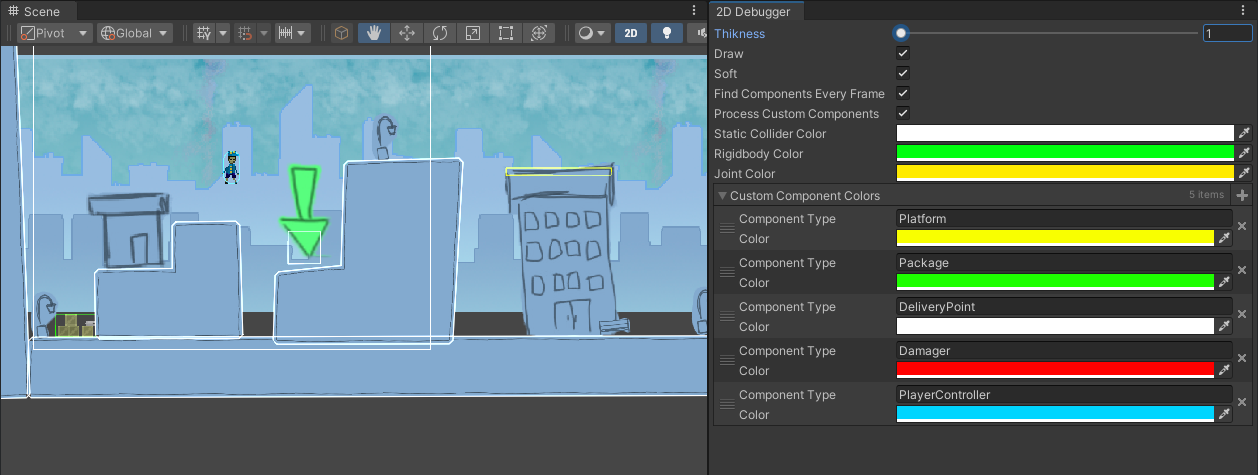 Scene
Pivot
Global
2D
2D Debugger
Thikness
1
Draw
Soft
Find Components Every Frame
Process Custom Components
Static Collider Color
Rigidbody Color
Joint Color
Custom Component Colors
5 items
Component Type
Platform
Color
Component Type
Package
Color
Component Type
DeliveryPoint
Color
Component Type
Damager
Color
Component Type
PlayerController
Color